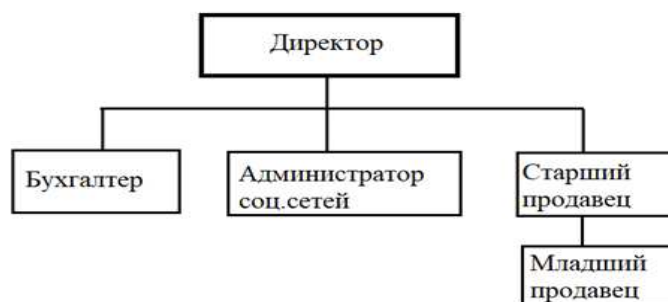 Директор
Бухгалтер
Администратор
соц.сетей
Старший
продавец
Младший
продавец